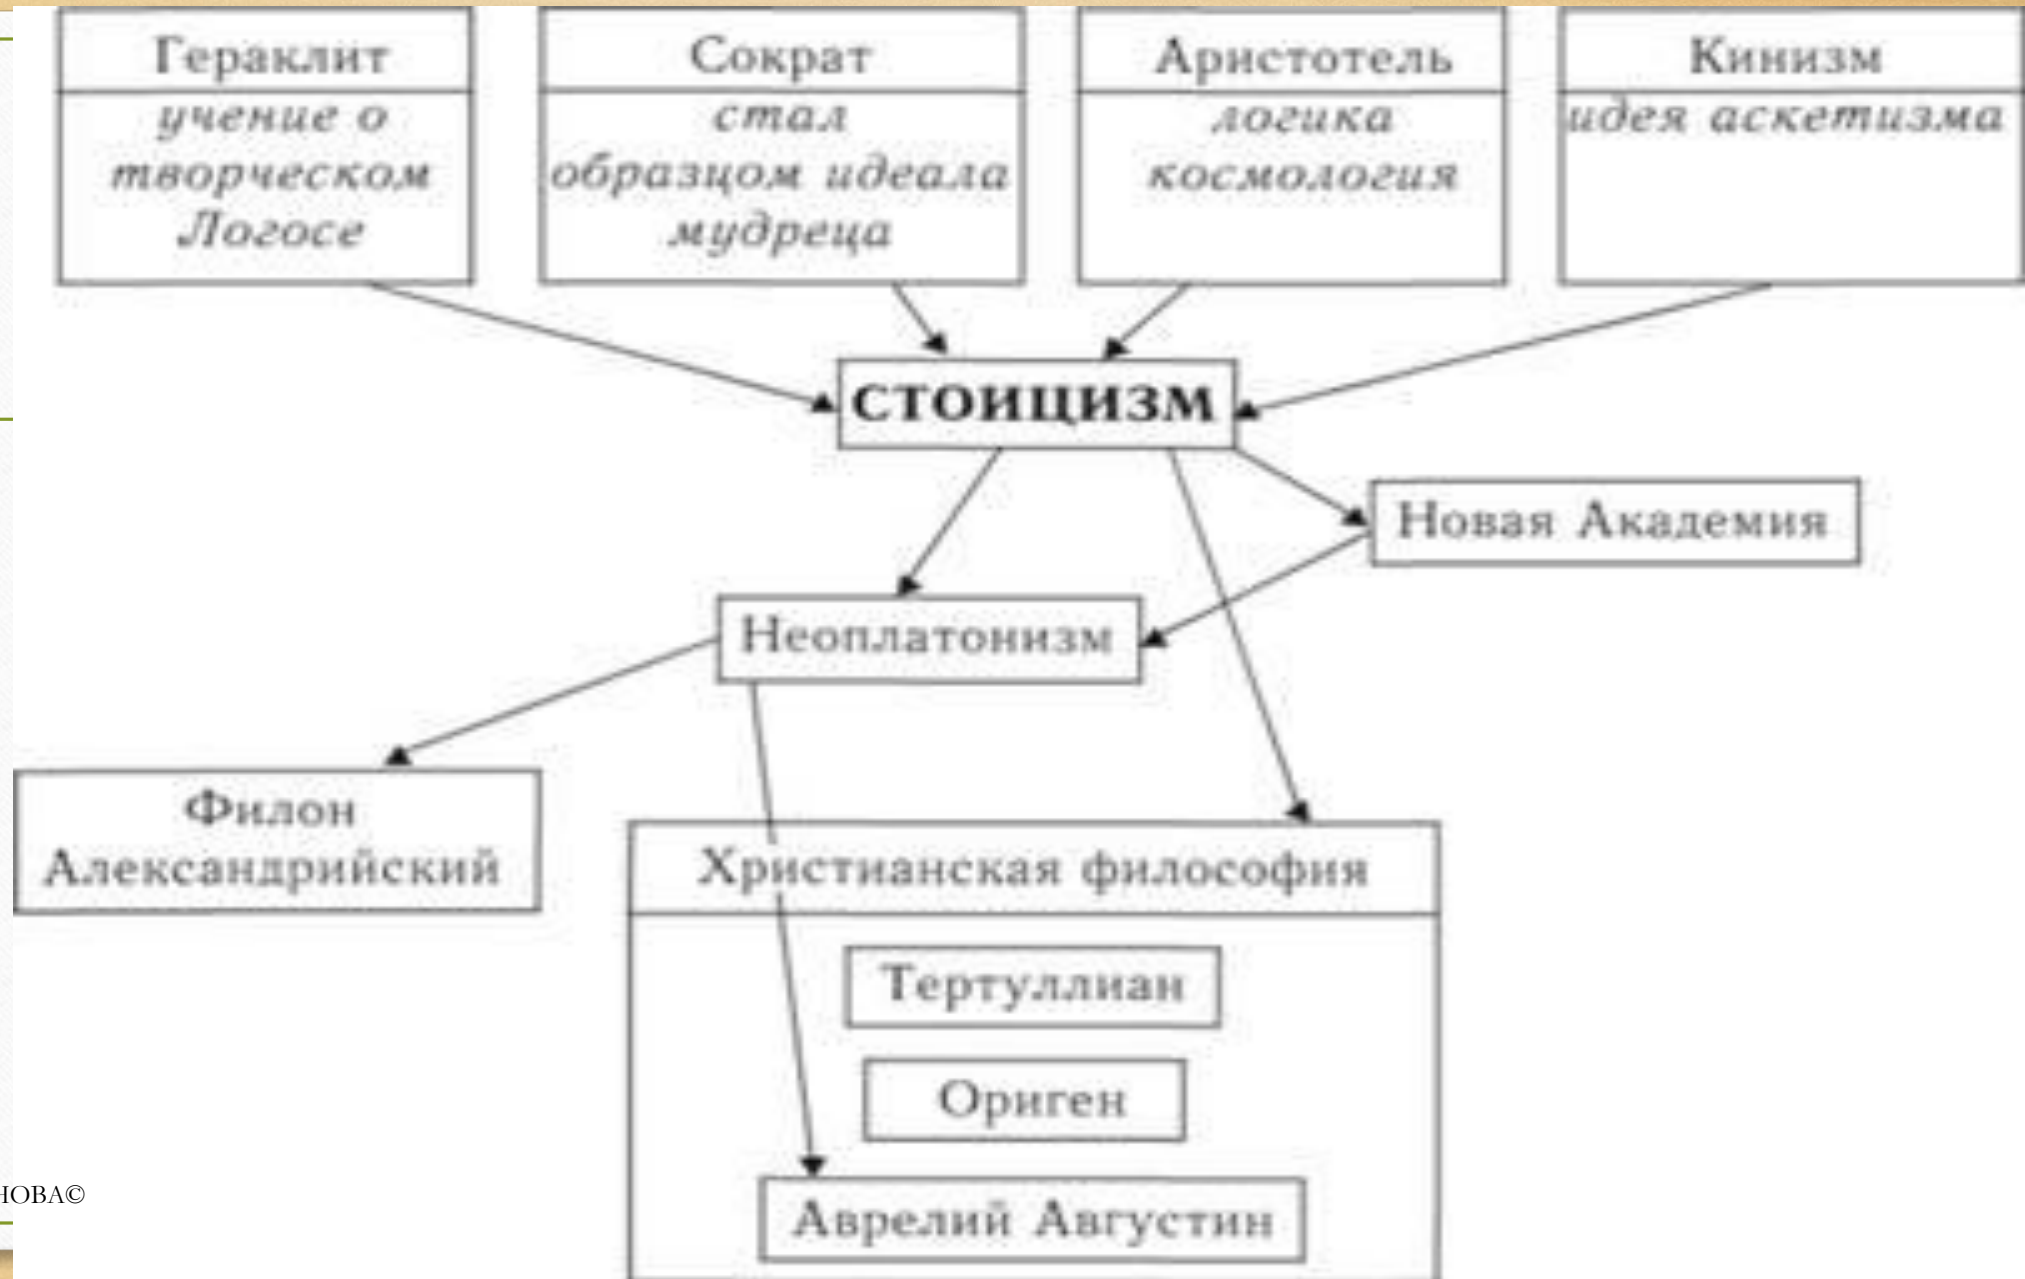 Гераклит
учение о
творческом
Логосе
Сократ
стал
образцом идеала
мудреца
Аристотель
логика
космология
Кинизм
идея аскетизма
СТОИЦИЗМ
Новая Академия
Неоплатонизм
Филон
Александрийский
Христианская философия
Тертуллиан
Ориген
Аврелий Августин
НОВА©